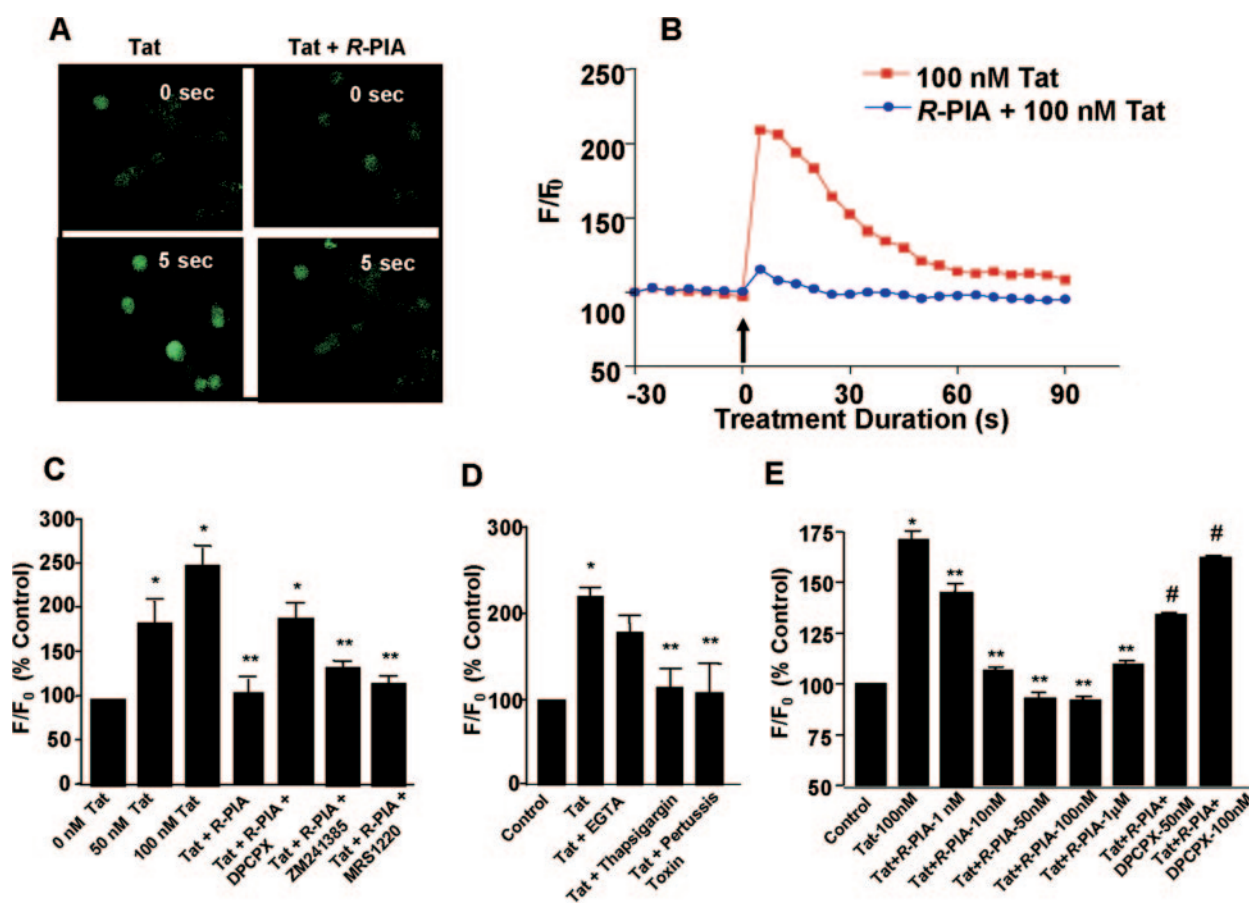 A
Tat
Tat + R-PIA
0 sec
0 sec
5 sec
5 sec
B
250
200
150
100
50
F/F0
100 nM Tat
R-PIA + 100 nM Tat
-30
0
30
60
90
Treatment Duration (s)
C
300
250
200
150
100
50
0
F/F0 (% Control)
*
*
**
*
**
**
0 nM Tat
50 nM Tat
100 nM Tat
Tat + R-PIA
Tat + R-PIA +
DPCPX
Tat + R-PIA +
ZM241385
Tat + R-PIA +
MRS1220
D
300
200
100
0
F/F0 (% Control)
*
**
**
Control
Tat
Tat + EGTA
Tat + Thapsigargin
Tat + Pertussis
Toxin
E
175
150
125
100
75
50
F/F0 (% Control)
*
**
**
**
**
**
#
#
Control
Tat-100nM
Tat+R-PIA-1 nM
Tat+R-PIA-10nM
Tat+R-PIA-50nM
Tat+R-PIA-100nM
Tat+R-PIA-1µM
Tat+R-PIA+
DPCPX-50nM
Tat+R-PIA+
DPCPX-100nM